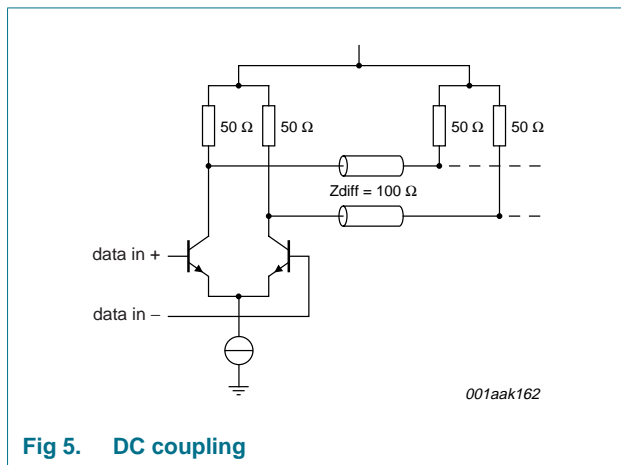 50 Ω
50 Ω
50 Ω
50 Ω
Zdiff = 100 Ω
data in +
data in −
001aak162
Fig 5. DC coupling